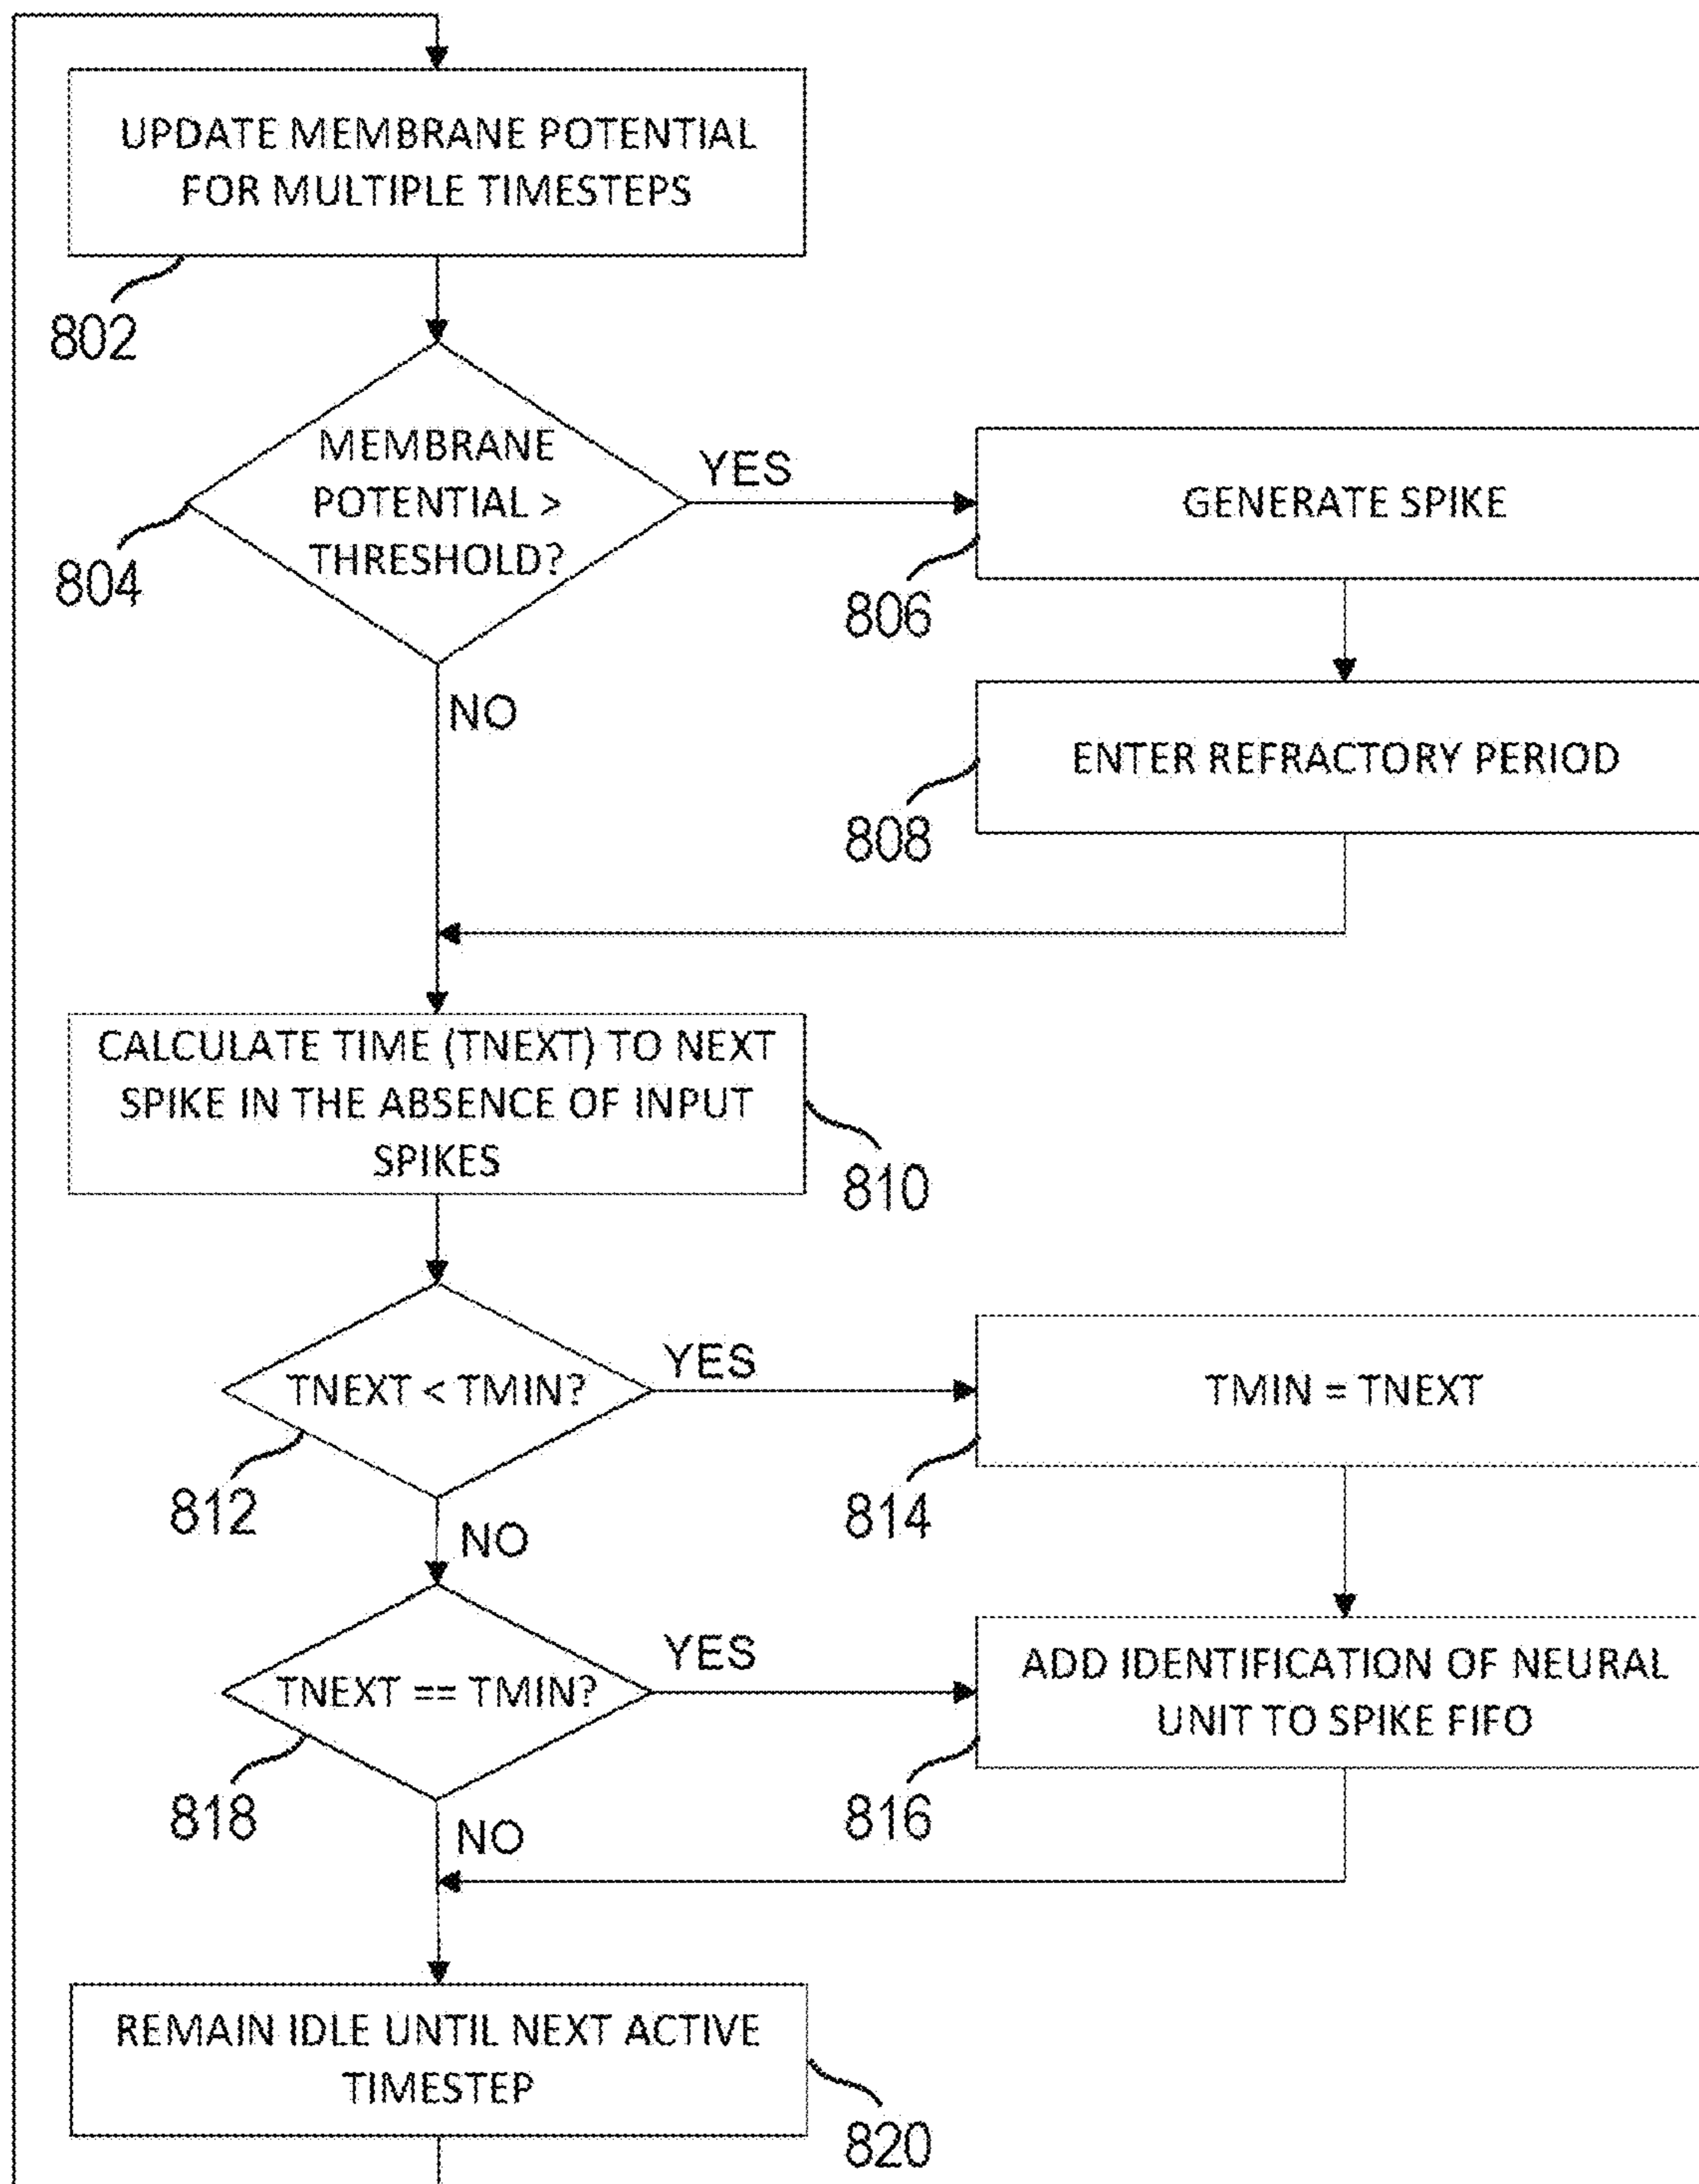 UPDATE MEMBRANE POTENTIAL
FOR MULTIPLE TIMESTEPS
802
MEMBRANE
POTENTIAL >
THRESHOLD?
804
YES
GENERATE SPIKE
806
NO
ENTER REFRACTORY PERIOD
808
CALCULATE TIME (TNEXT) TO NEXT
SPIKE IN THE ABSENCE OF INPUT
SPIKES
810
TNEXT < TMIN?
812
YES
TMIN = TNEXT
814
NO
TNEXT == TMIN?
818
YES
ADD IDENTIFICATION OF NEURAL
UNIT TO SPIKE FIFO
816
NO
REMAIN IDLE UNTIL NEXT ACTIVE
TIMESTEP
820